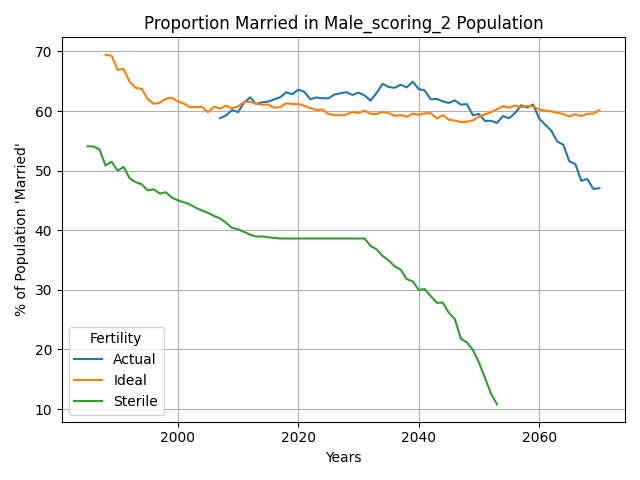 Proportion Married in Male_scoring_2 Population
% of Population 'Married'
70
60
50
40
30
20
10
Fertility
Actual
Ideal
Sterile
2000 2020 2040 2060
Years